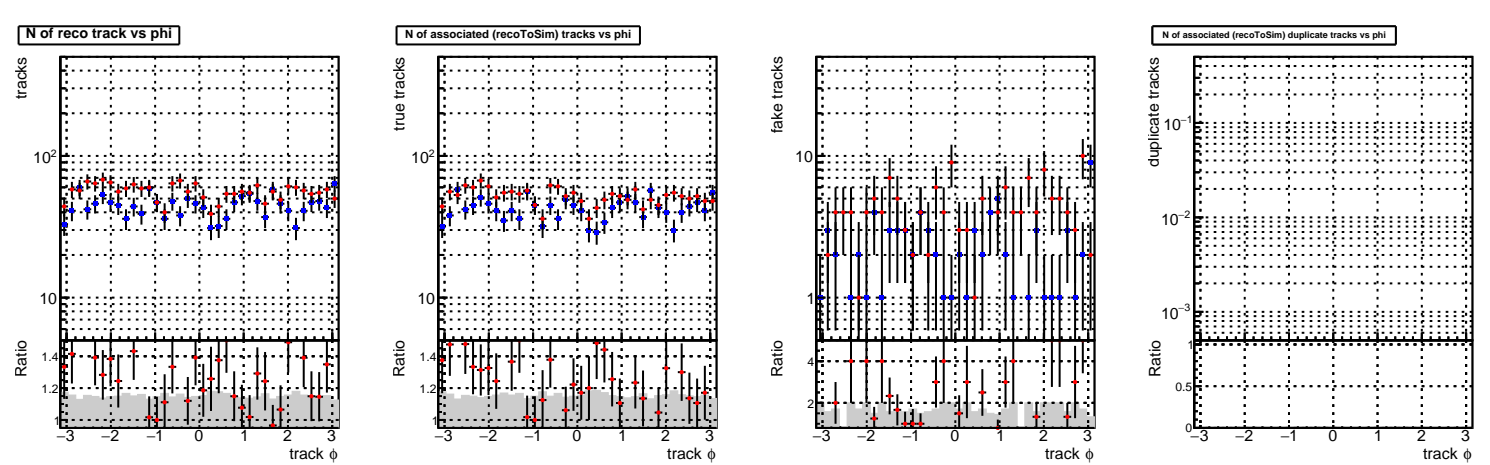 N of reco track vs phi
tracks
10²
10
Ratio
1.4
1.2
1
−3 −2 −1 0 1 2 3
track ϕ
N of associated (recoToSim) tracks vs phi
true tracks
10²
10
Ratio
1.4
1.2
1
−3 −2 −1 0 1 2 3
track ϕ
fake tracks
10
1
Ratio
4
2
−3 −2 −1 0 1 2 3
track ϕ
N of associated (recoToSim) duplicate tracks vs phi
duplicate tracks
10⁻¹
10⁻²
10⁻³
Ratio
1
0.5
0
−3 −2 −1 0 1 2 3
track ϕ